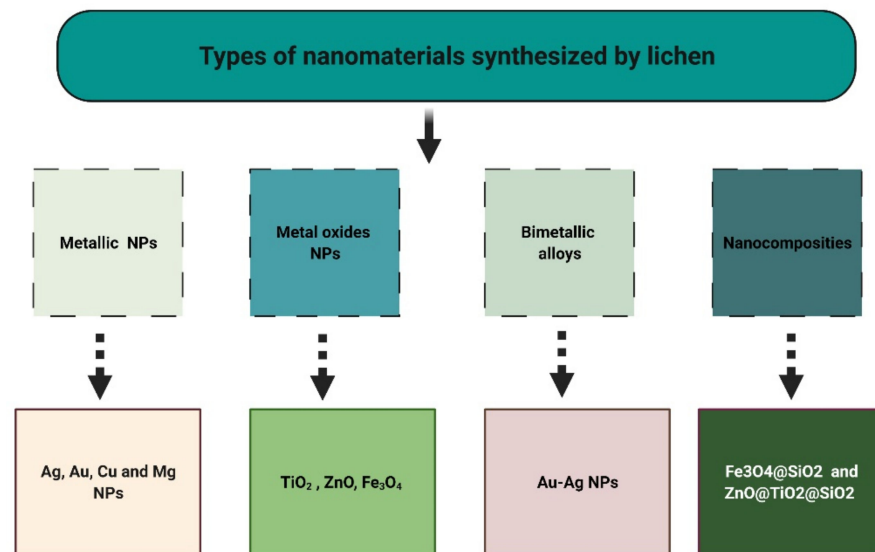 Types of nanomaterials synthesized by lichen
Metallic NPs
Metal oxides
NPs
Bimetallic
alloys
Nanocomposities
Ag, Au, Cu and Mg
NPs
TiO₂ , ZnO, Fe₃O₄
Au-Ag NPs
Fe3O4@SiO2 and
ZnO@TiO2@SiO2